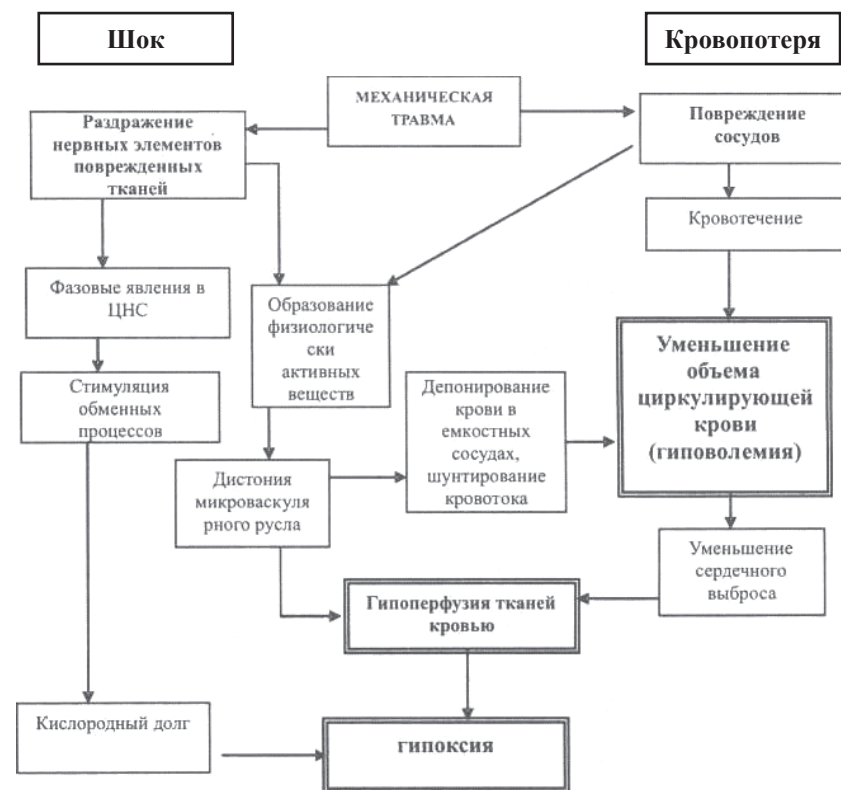 Шок
Кровопотеря
МЕХАНИЧЕСКАЯ
ТРАВМА
Раздражение
нервных элементов
поврежденных
тканей
Повреждение
сосудов
Кровотечение
Фазовые явления в
ЦНС
Образование
физиологиче
ски
активных
веществ
Уменьшение
объема
циркулирующей
крови
(гиповолемия)
Стимуляция
обменных
процессов
Депонирование
крови в
емкостных
сосудах,
шунтирование
кровотока
Дистония
микроваскуля
рного русла
Уменьшение
сердечного
выброса
Гипоперфузия тканей
кровью
Кислородный долг
гипоксия